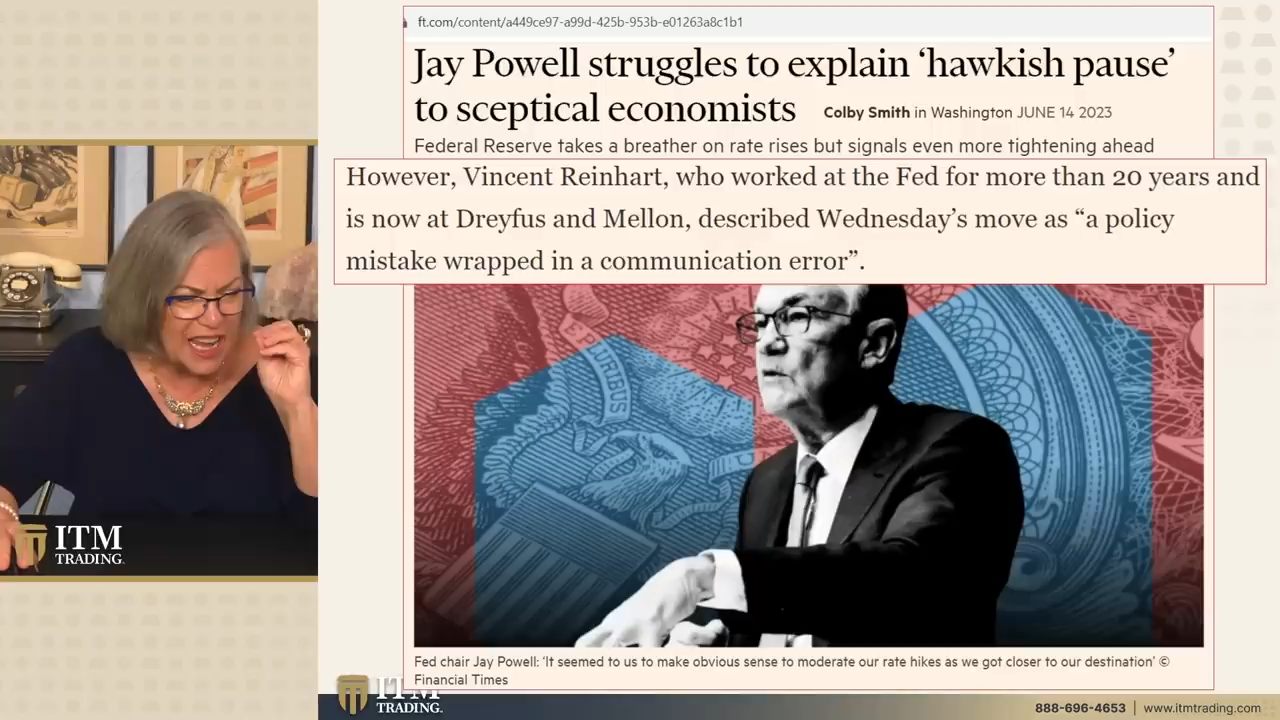 ft.com/content/a449ce97-a99d-425b-953b-e01263a8c1b1
Jay Powell struggles to explain ‘hawkish pause’
to sceptical economists
Colby Smith in Washington JUNE 14 2023
Federal Reserve takes a breather on rate rises but signals even more tightening ahead
However, Vincent Reinhart, who worked at the Fed for more than 20 years and
is now at Dreyfus and Mellon, described Wednesday’s move as “a policy
mistake wrapped in a communication error”.
URIBUS
Fed chair Jay Powell: ‘It seemed to us to make obvious sense to moderate our rate hikes as we got closer to our destination’ ©
Financial Times
ITM
TRADING.
ITM
TRADING.
888-696-4653 | www.itmtrading.com